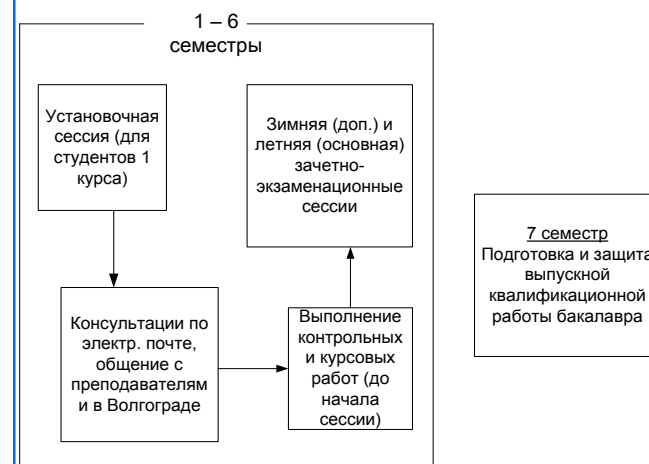 1 – 6
семестры
Установочная
сессия (для
студентов 1
курса)
Зимняя (доп.) и
летняя (основная)
зачетно-
экзаменационные
сессии
Консультации по
электр. почте,
общение с
преподавателям
и в Волгограде
Выполнение
контрольных
и курсовых
работ (до
начала
сессии)
7 семестр
Подготовка и защита
выпускной
квалификационной
работы бакалавра